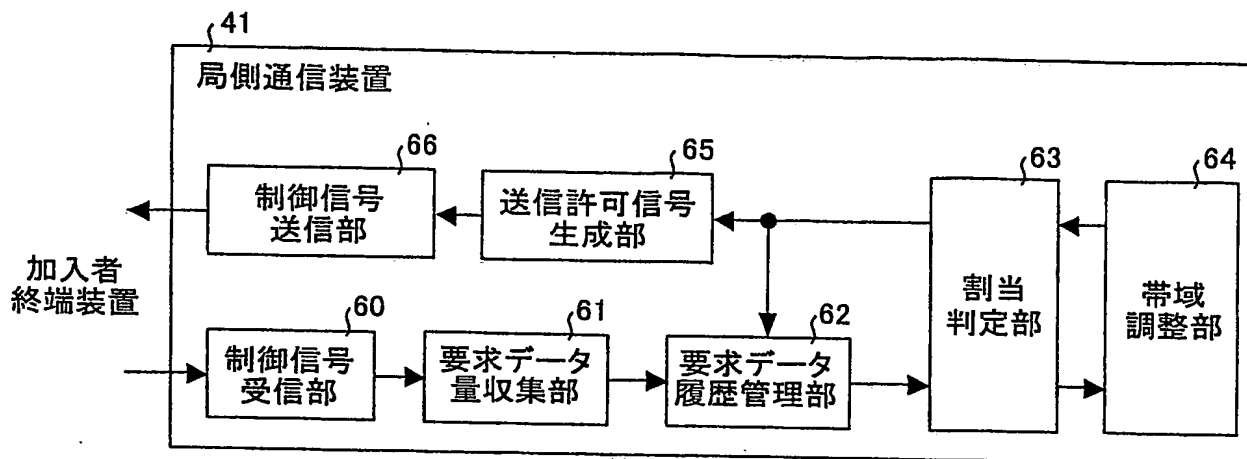 41
局側通信装置
66
制御信号
送信部
65
送信許可信号
生成部
63
割当
判定部
64
帯域
調整部
加入者
終端装置
60
制御信号
受信部
61
要求データ
量収集部
62
要求データ
履歴管理部